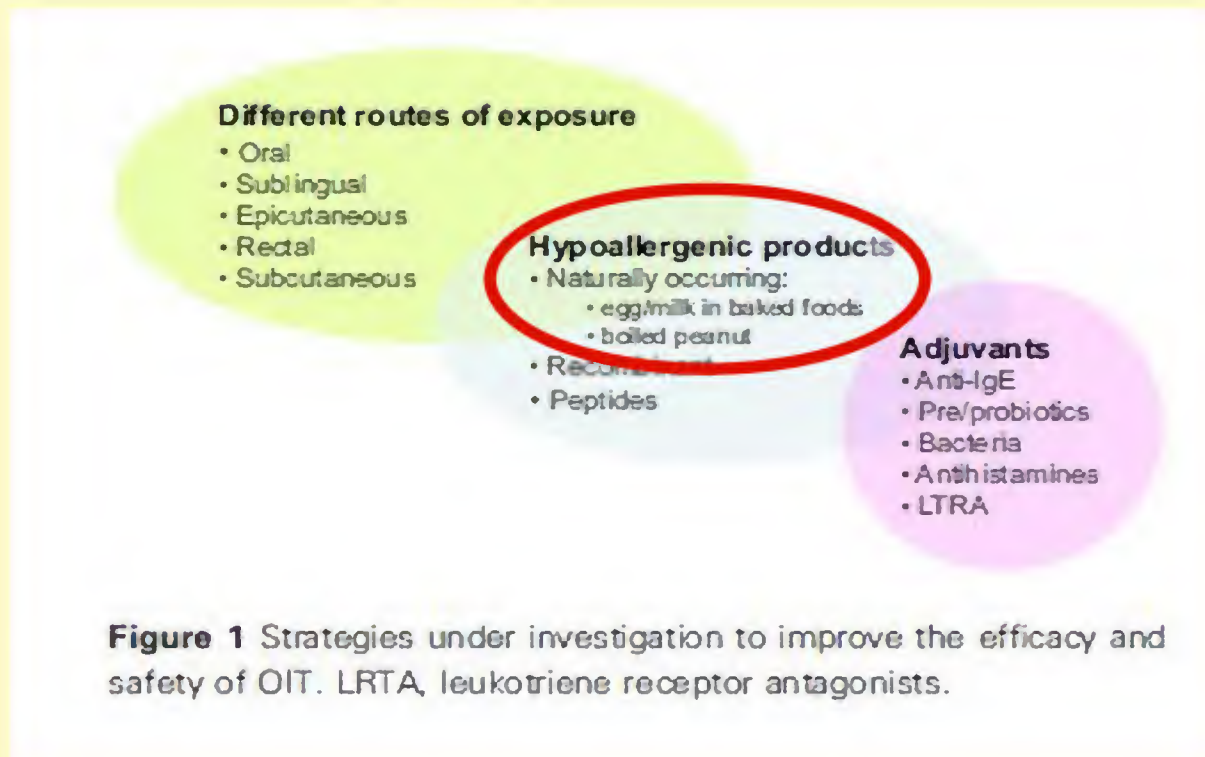 Different routes of exposure
• Oral
• Sublingual
• Epicutaneous
• Rectal
• Subcutaneous
Hypoallergenic products
• Naturally occurring:
• egg/milk in baked foods
• boiled peanut
• Recombinant
• Peptides
Adjuvants
• Anti-IgE
• Pre/probiotics
• Bacteria
• Antihistamines
• LTRA
Figure 1 Strategies under investigation to improve the efficacy and
safety of OIT. LRTA, leukotriene receptor antagonists.